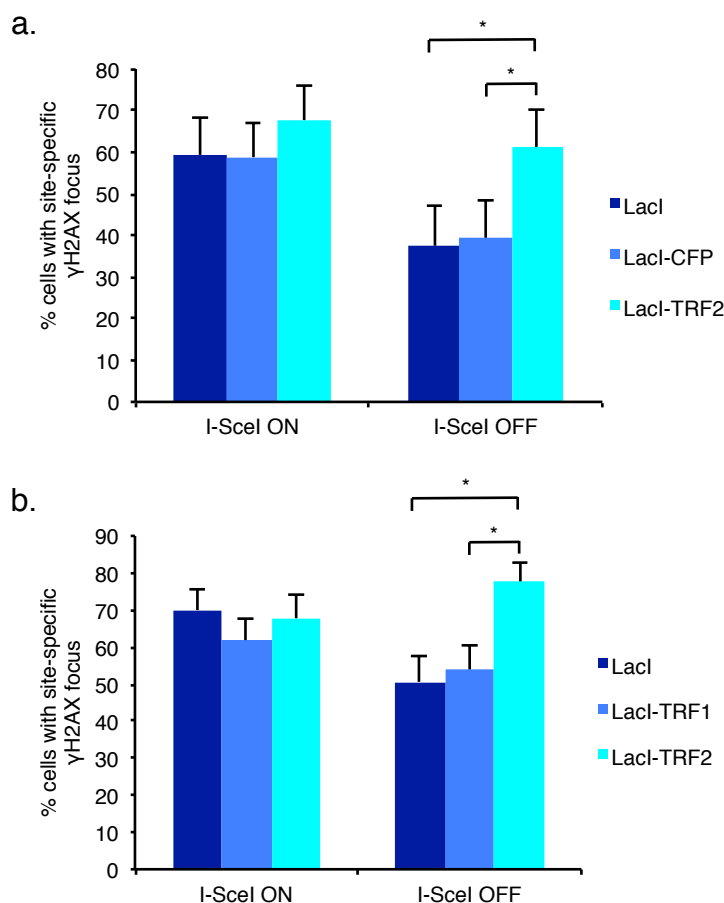 a.
*
*
% cells with site-specific
γH2AX focus
80
70
60
50
40
30
20
10
0
I-SceI ON
I-SceI OFF
LacI
LacI-CFP
LacI-TRF2
b.
*
*
% cells with site-specific
γH2AX focus
90
80
70
60
50
40
30
20
10
0
I-SceI ON
I-SceI OFF
LacI
LacI-TRF1
LacI-TRF2